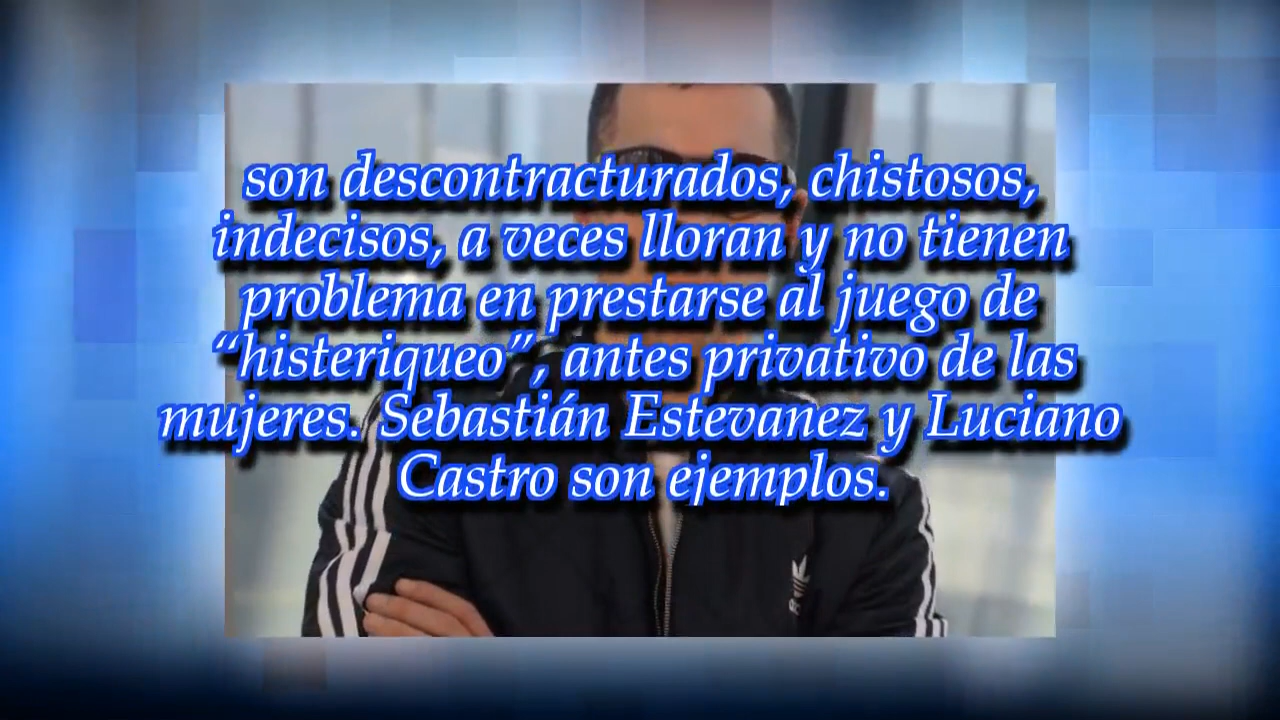 son descontracturados, chistosos,
indecisos, a veces lloran y no tienen
problema en prestarse al juego de
“histeriqueo”, antes privativo de las
mujeres. Sebastián Estevanez y Luciano
Castro son ejemplos.